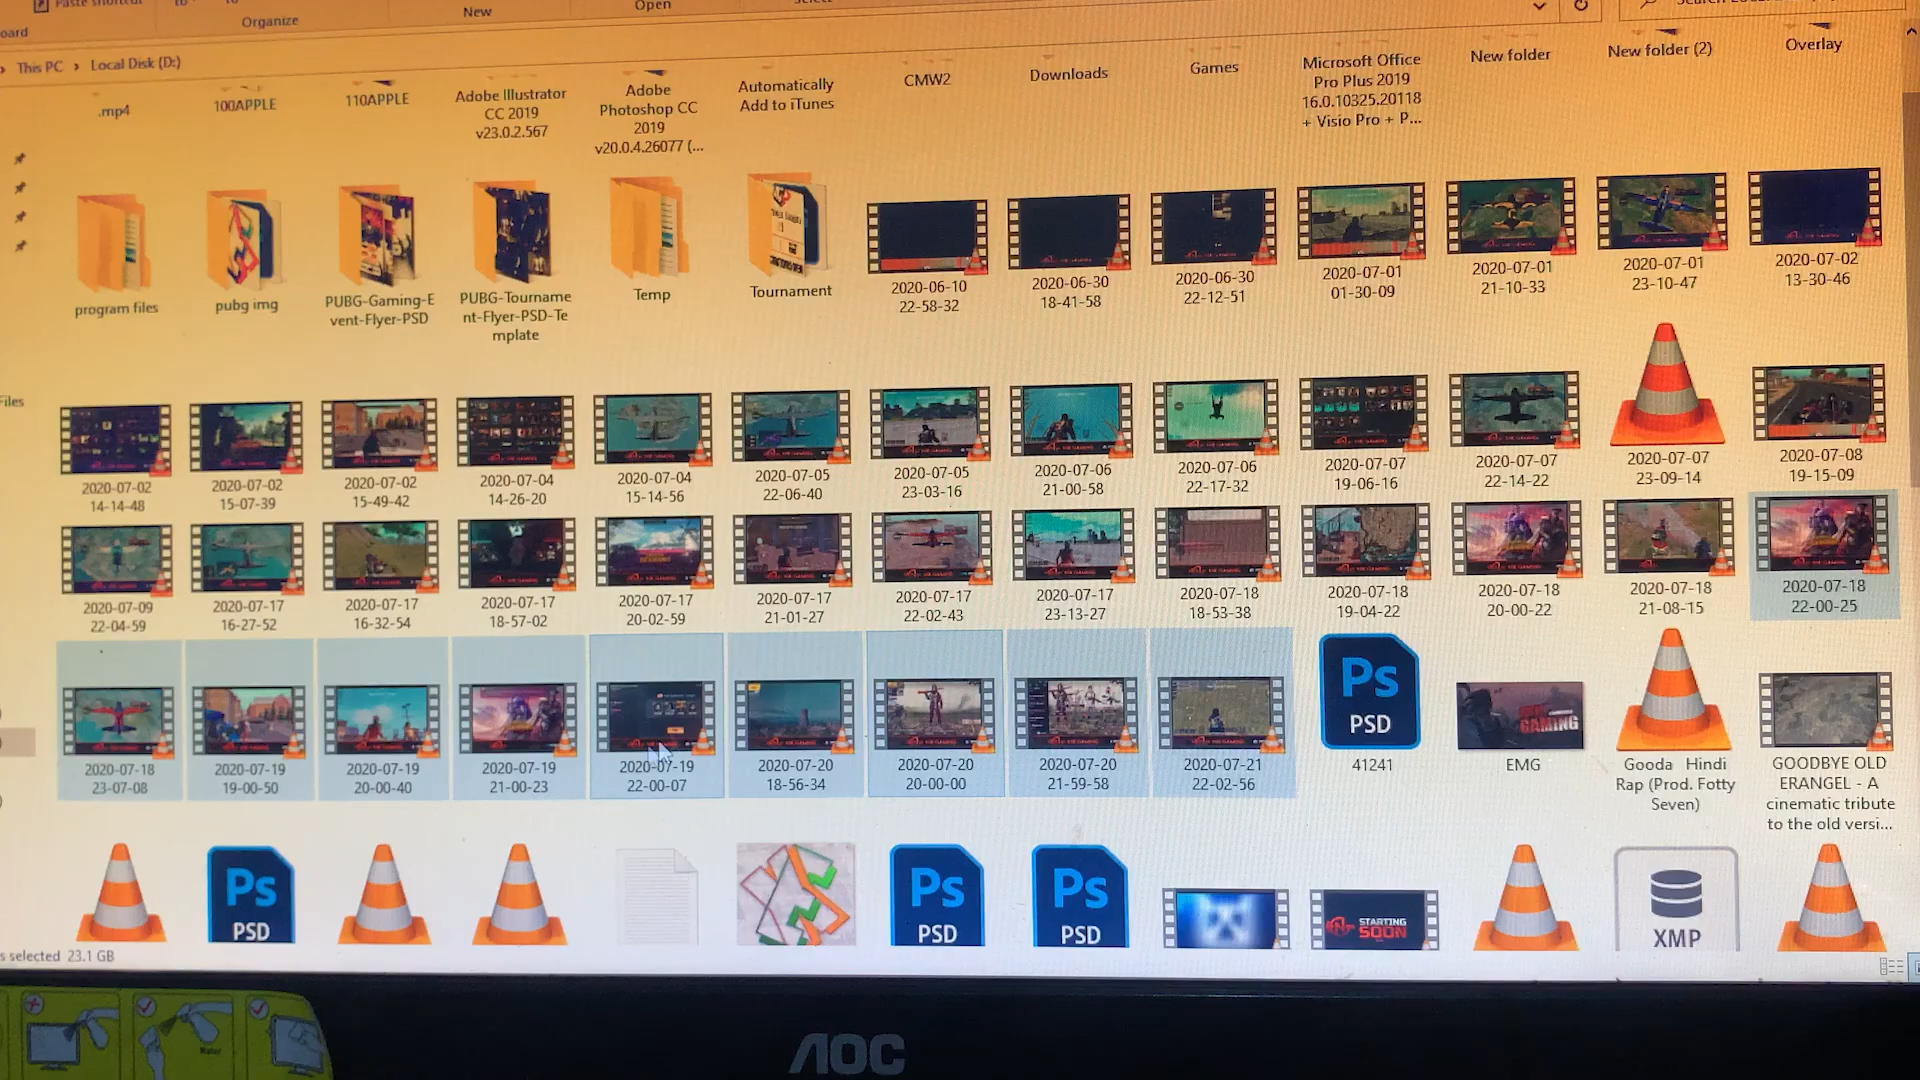 Organize
New
Open
This PC › Local Disk (D:)
.mp4
100APPLE
110APPLE
Adobe Illustrator
CC 2019
v23.0.2.567
Adobe
Photoshop CC
2019
v20.0.4.26077 (...
Automatically
Add to iTunes
CMW2
Downloads
Games
Microsoft Office
Pro Plus 2019
16.0.10325.20118
+ Visio Pro + P...
New folder
New folder (2)
Overlay
program files
pubg img
PUBG-Gaming-E
vent-Flyer-PSD
PUBG-Tourname
nt-Flyer-PSD-Te
mplate
Temp
Tournament
2020-06-10
22-58-32
2020-06-30
18-41-58
2020-06-30
22-12-51
2020-07-01
01-30-09
2020-07-01
21-10-33
2020-07-01
23-10-47
2020-07-02
13-30-46
Files
2020-07-02
14-14-48
2020-07-02
15-07-39
2020-07-02
15-49-42
2020-07-04
14-26-20
2020-07-04
15-14-56
2020-07-05
22-06-40
2020-07-05
23-03-16
2020-07-06
21-00-58
2020-07-06
22-17-32
2020-07-07
19-06-16
2020-07-07
22-14-22
2020-07-07
23-09-14
2020-07-08
19-15-09
2020-07-09
22-04-59
2020-07-17
16-27-52
2020-07-17
16-32-54
2020-07-17
18-57-02
2020-07-17
20-02-59
2020-07-17
21-01-27
2020-07-17
22-02-43
2020-07-17
23-13-27
2020-07-18
18-53-38
2020-07-18
19-04-22
2020-07-18
20-00-22
2020-07-18
21-08-15
2020-07-18
22-00-25
2020-07-18
23-07-08
2020-07-19
19-00-50
2020-07-19
20-00-40
2020-07-19
21-00-23
2020-07-19
22-00-07
2020-07-20
18-56-34
2020-07-20
20-00-00
2020-07-20
21-59-58
2020-07-21
22-02-56
Ps
PSD
41241
GAMING
EMG
Gooda Hindi
Rap (Prod. Fotty
Seven)
GOODBYE OLD
ERANGEL - A
cinematic tribute
to the old versi...
Ps
PSD
Ps
PSD
Ps
PSD
STARTING
SOON
XMP
s selected 23.1 GB
Water
AOC